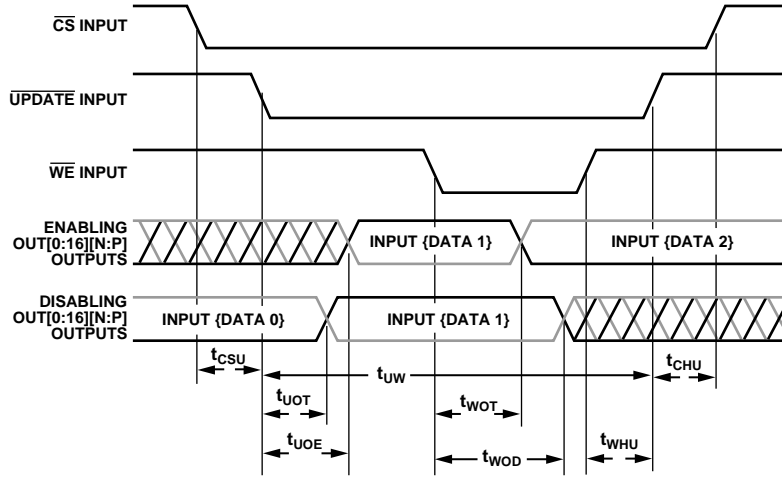 CS INPUT
UPDATE INPUT
WE INPUT
ENABLING
OUT[0:16][N:P]
OUTPUTS
INPUT {DATA 1}
INPUT {DATA 2}
DISABLING
OUT[0:16][N:P]
OUTPUTS
INPUT {DATA 0}
INPUT {DATA 1}
tCSU
tUW
tCHU
tUOT
tWOT
tUOE
tWOD
tWHU